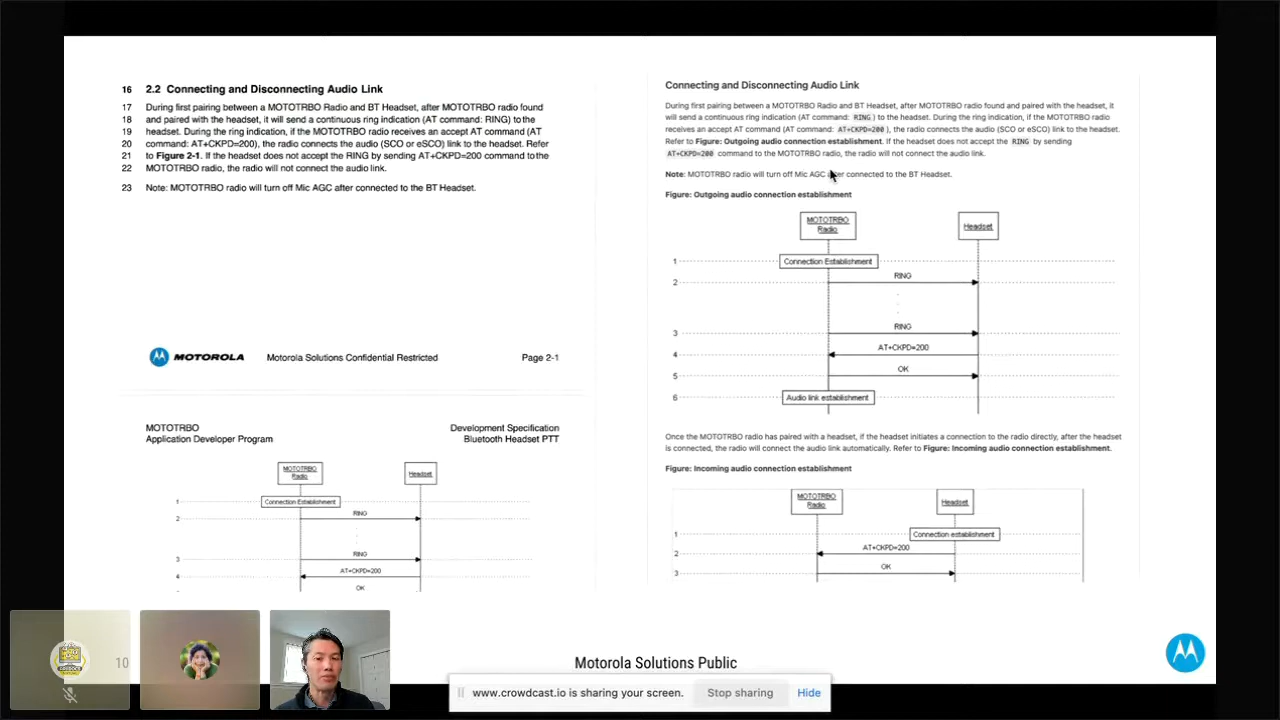 16 2.2 Connecting and Disconnecting Audio Link
17 During first pairing between a MOTOTRBO Radio and BT Headset, after MOTOTRBO radio found
18 and paired with the headset, it will send a continuous ring indication (AT command: RING) to the
19 headset. During the ring indication, if the MOTOTRBO radio receives an accept AT command (AT
20 command: AT+CKPD=200), the radio connects the audio (SCO or eSCO) link to the headset. Refer
21 to Figure 2-1. If the headset does not accept the RING by sending AT+CKPD=200 command to the
22 MOTOTRBO radio, the radio will not connect the audio link.
23 Note: MOTOTRBO radio will turn off Mic AGC after connected to the BT Headset.
MOTOROLA Motorola Solutions Confidential Restricted Page 2-1
MOTOTRBO Development Specification
Application Developer Program Bluetooth Headset PTT
MOTOTRBO
Radio
Headset
1 Connection Establishment
RING
2
RING
3
AT+CKPD=200
4
OK
Connecting and Disconnecting Audio Link
During first pairing between a MOTOTRBO Radio and BT Headset, after MOTOTRBO radio found and paired with the headset, it
will send a continuous ring indication (AT command: RING) to the headset. During the ring indication, if the MOTOTRBO radio
receives an accept AT command (AT command: AT+CKPD=200 ), the radio connects the audio (SCO or eSCO) link to the headset.
Refer to Figure: Outgoing audio connection establishment. If the headset does not accept the RING by sending
AT+CKPD=200 command to the MOTOTRBO radio, the radio will not connect the audio link.
Note: MOTOTRBO radio will turn off Mic AGC after connected to the BT Headset.
Figure: Outgoing audio connection establishment
MOTOTRBO
Radio
Headset
1 Connection Establishment
RING
2
RING
3
AT+CKPD=200
4
OK
5
6 Audio link establishment
Once the MOTOTRBO radio has paired with a headset, if the headset initiates a connection to the radio directly, after the headset
is connected, the radio will connect the audio link automatically. Refer to Figure: Incoming audio connection establishment.
Figure: Incoming audio connection establishment
MOTOTRBO
Radio
Headset
1 Connection establishment
AT+CKPD=200
2
OK
3
10
Motorola Solutions Public
www.crowdcast.io is sharing your screen. Stop sharing Hide